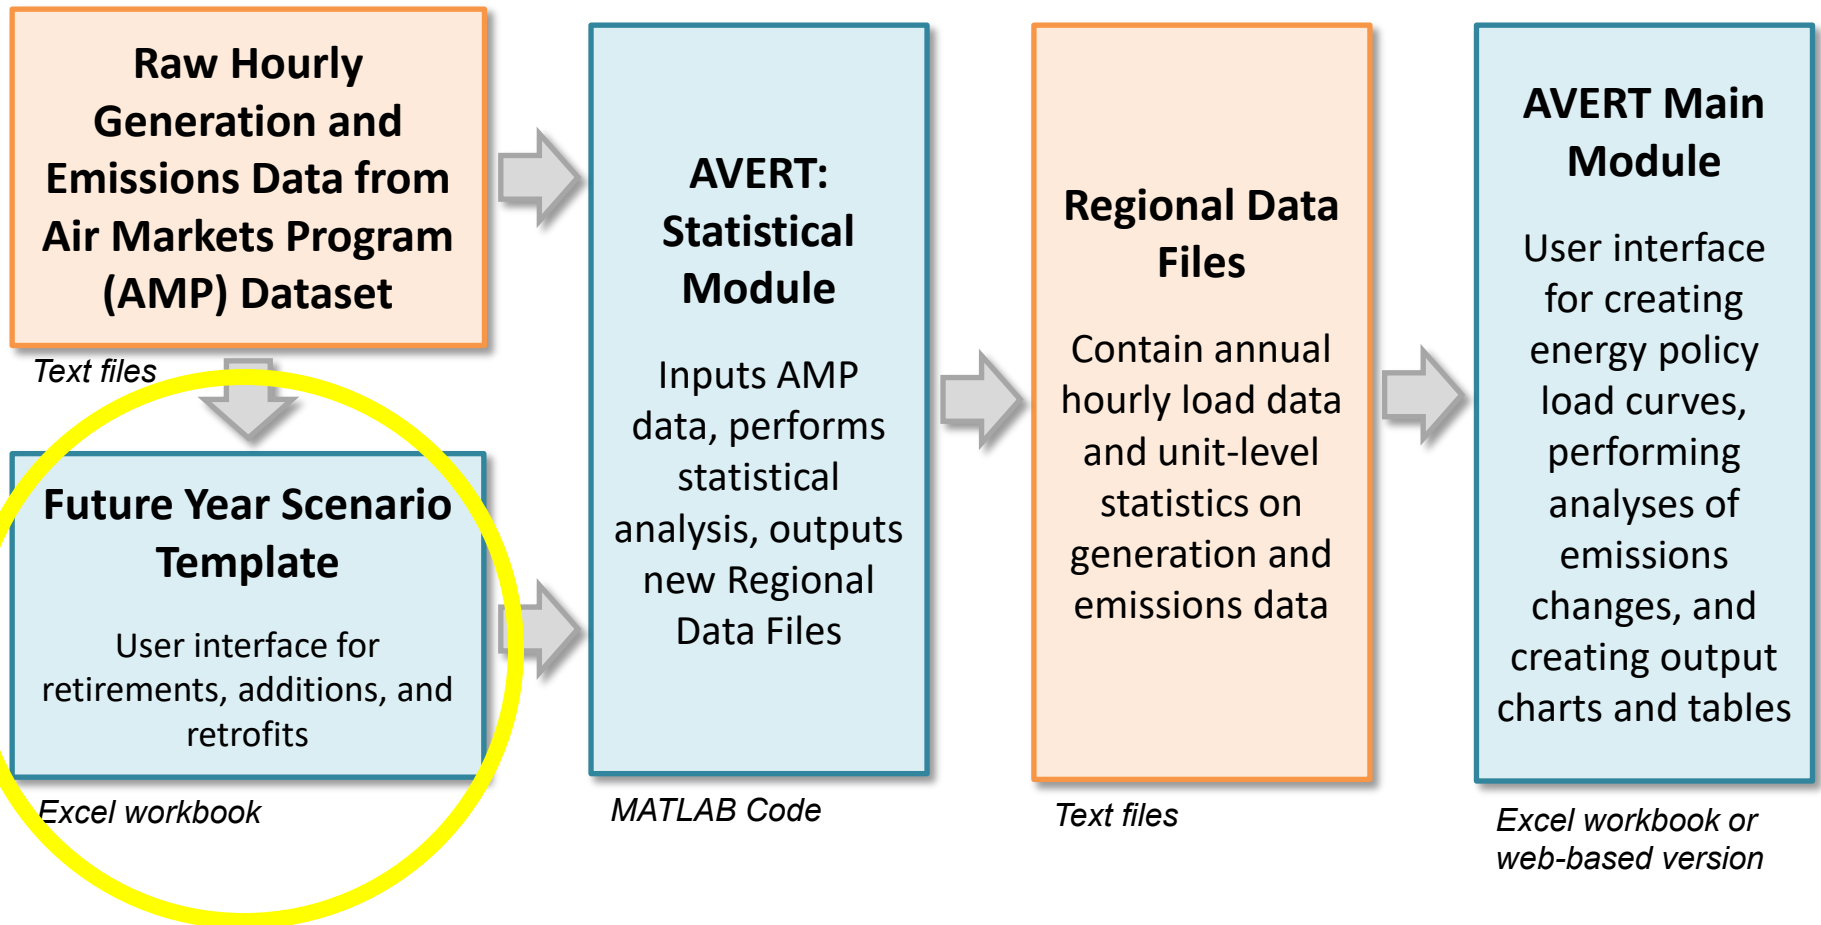 Raw Hourly
Generation and
Emissions Data from
Air Markets Program
(AMP) Dataset
Text files
Future Year Scenario
Template
User interface for
retirements, additions, and
retrofits
Excel workbook
AVERT:
Statistical
Module
Inputs AMP
data, performs
statistical
analysis, outputs
new Regional
Data Files
MATLAB Code
Regional Data
Files
Contain annual
hourly load data
and unit-level
statistics on
generation and
emissions data
Text files
AVERT Main
Module
User interface
for creating
energy policy
load curves,
performing
analyses of
emissions
changes, and
creating output
charts and tables
Excel workbook or
web-based version